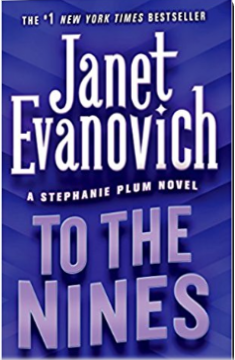 THE #1 NEW YORK TIMES BESTSELLER
Janet
Evanovich
A STEPHANIE PLUM NOVEL
TO THE
NINES